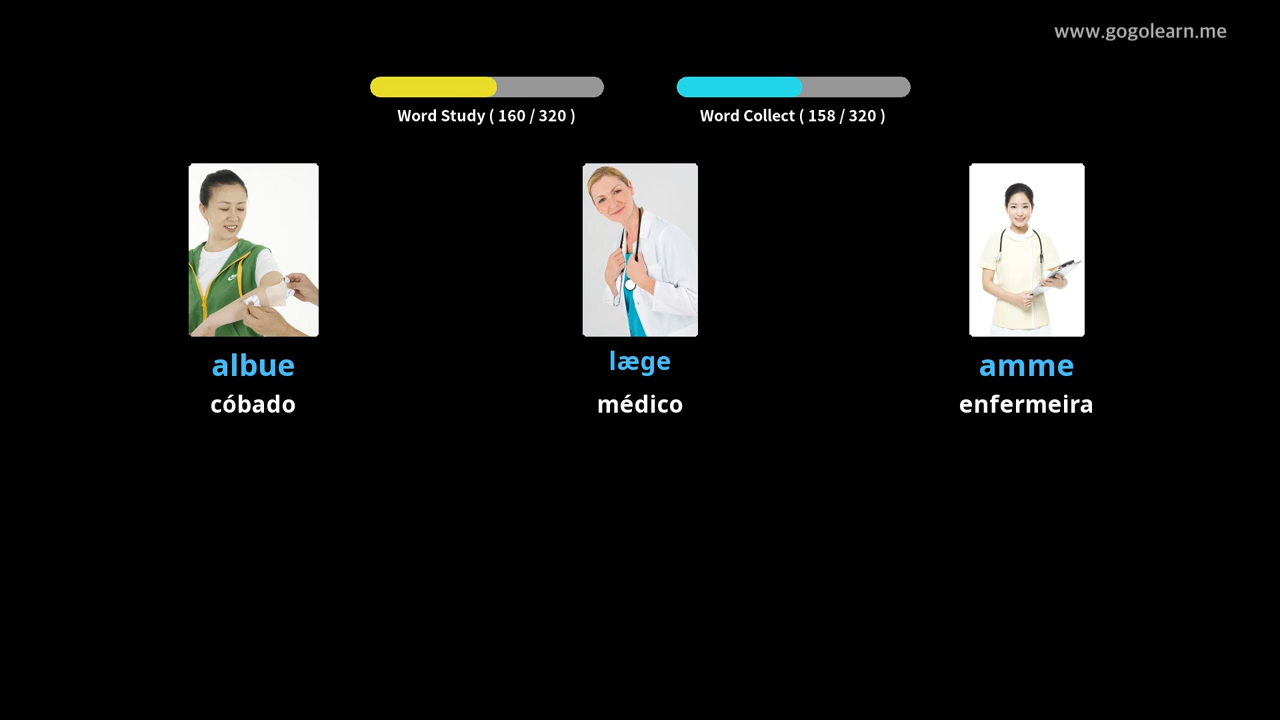 www.gogolearn.me
Word Study ( 160 / 320 )
Word Collect ( 158 / 320 )
albue
læge
amme
cóbado
médico
enfermeira